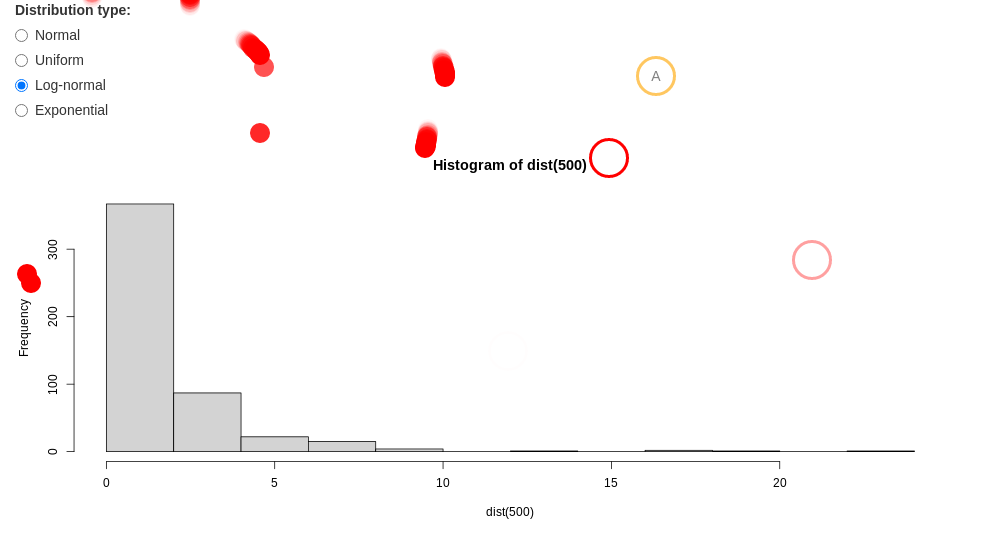 Distribution type:
Normal
Uniform
Log-normal
Exponential
A
Histogram of dist(500)
Frequency
300
200
100
0
0 5 10 15 20
dist(500)